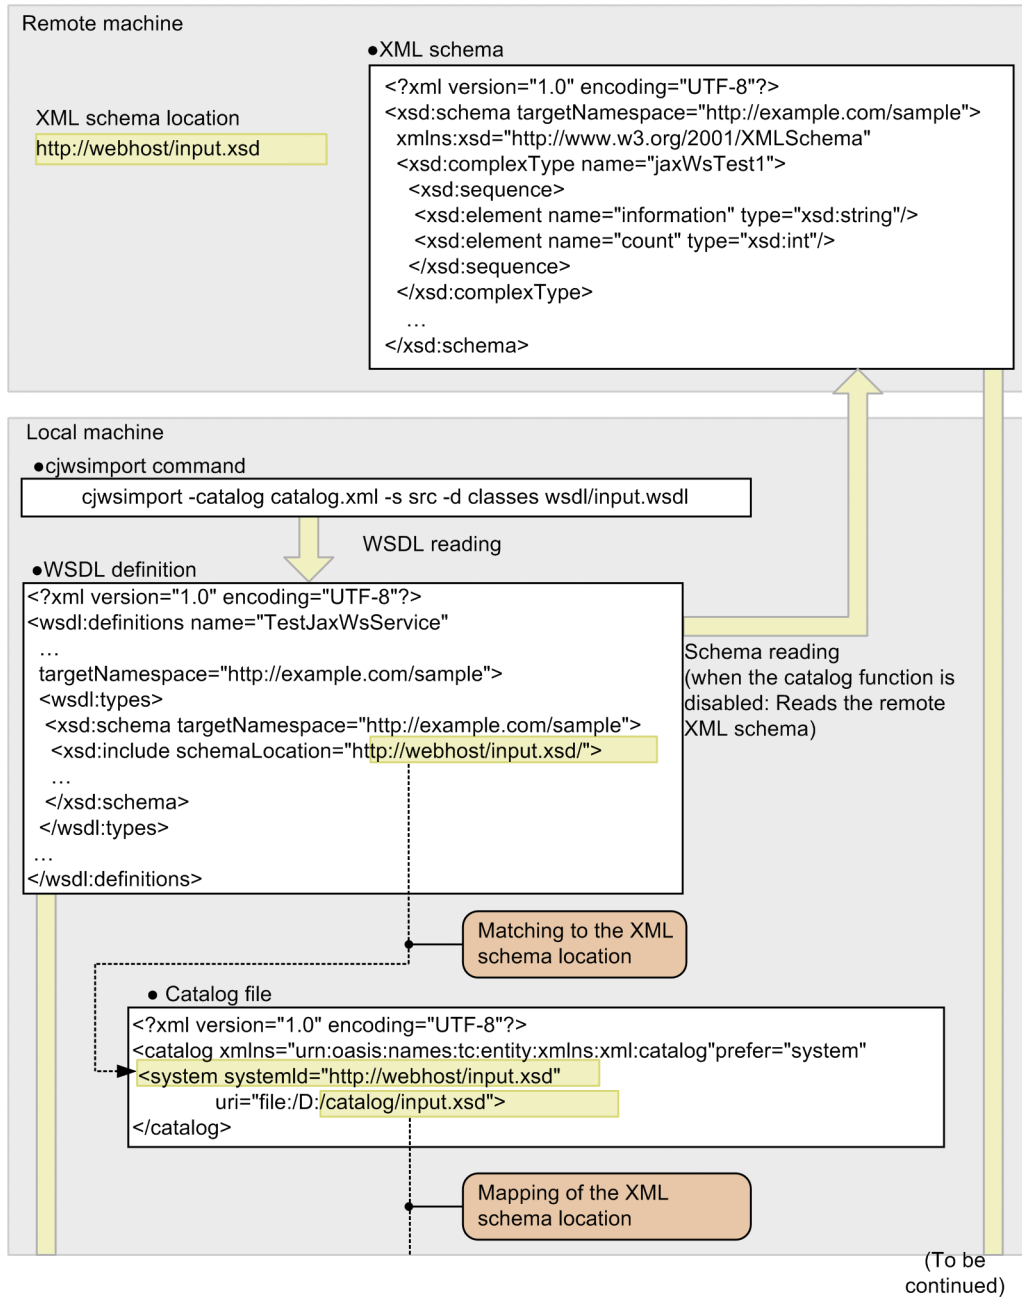 Remote machine
●XML schema
<?xml version="1.0" encoding="UTF-8"?>
<xsd:schema targetNamespace="http://example.com/sample">
xmlns:xsd="http://www.w3.org/2001/XMLSchema"
<xsd:complexType name="jaxWsTest1">
<xsd:sequence>
<xsd:element name="information" type="xsd:string"/>
<xsd:element name="count" type="xsd:int"/>
</xsd:sequence>
</xsd:complexType>
…
</xsd:schema>
XML schema location
http://webhost/input.xsd
Local machine
●cjwsimport command
cjwsimport -catalog catalog.xml -s src -d classes wsdl/input.wsdl
WSDL reading
●WSDL definition
<?xml version="1.0" encoding="UTF-8"?>
<wsdl:definitions name="TestJaxWsService"
…
targetNamespace="http://example.com/sample">
<wsdl:types>
<xsd:schema targetNamespace="http://example.com/sample">
<xsd:include schemaLocation="http://webhost/input.xsd/">
…
</xsd:schema>
</wsdl:types>
…
</wsdl:definitions>
Schema reading
(when the catalog function is
disabled: Reads the remote
XML schema)
Matching to the XML
schema location
● Catalog file
<?xml version="1.0" encoding="UTF-8"?>
<catalog xmlns="urn:oasis:names:tc:entity:xmlns:xml:catalog"prefer="system"
<system systemId="http://webhost/input.xsd"
uri="file:/D:/catalog/input.xsd">
</catalog>
Mapping of the XML
schema location
(To be
continued)